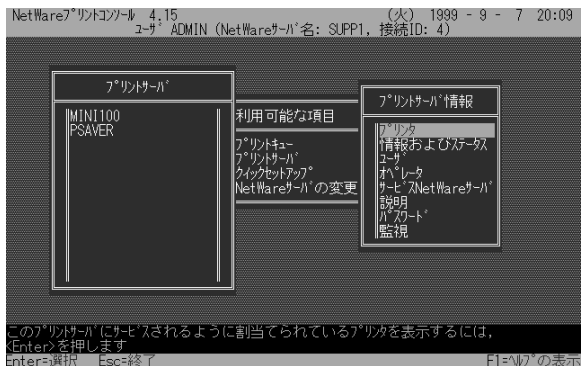 NetWareﾌﾟﾘﾝﾄｺﾝｿｰﾙ 4.15 (火) 1999 - 9 - 7 20:09
ﾕｰｻﾞ ADMIN (NetWareｻｰﾊﾞ名: SUPP1, 接続ID: 4)
ﾌﾟﾘﾝﾄｻｰﾊﾞ
MINI100
PSAVER
利用可能な項目
ﾌﾟﾘﾝﾄｷｭｰ
ﾌﾟﾘﾝﾄｻｰﾊﾞ
ｸｲｯｸｾｯﾄｱｯﾌﾟ
NetWareｻｰﾊﾞの変更
ﾌﾟﾘﾝﾄｻｰﾊﾞ情報
ﾌﾟﾘﾝﾀ
情報およびｽﾃｰﾀｽ
ﾕｰｻﾞ
ｵﾍﾟﾚｰﾀ
ｻｰﾋﾞｽNetWareｻｰﾊﾞ
説明
ﾊﾟｽﾜｰﾄﾞ
監視
このﾌﾟﾘﾝﾄｻｰﾊﾞにｻｰﾋﾞｽされるように割当てられているﾌﾟﾘﾝﾀを表示するには,
<Enter>を押します
Enter=選択 Esc=終了 F1=ﾍﾙﾌﾟの表示